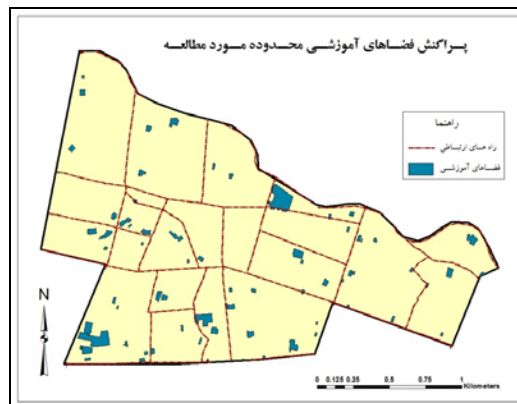 پراکنش فضاهای آموزشی محدوده مورد مطالعه
راهنما
راه های ارتباطی
فضاهای آموزشی
N
0 0.125 0.25 0.5 0.75 1
Kilometers